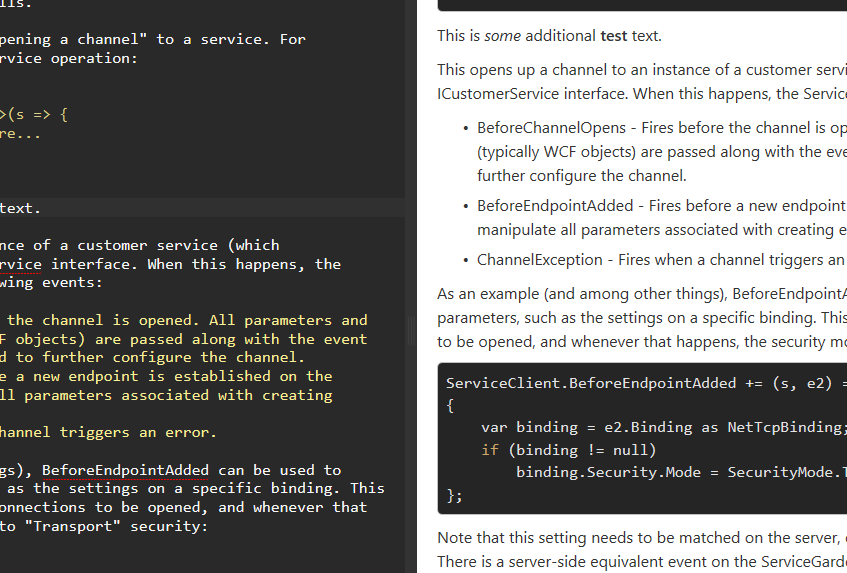 lls.
pening a channel" to a service. For
rvice operation:
>(s => {
re...
text.
nce of a customer service (which
rvice interface. When this happens, the
wing events:
the channel is opened. All parameters and
F objects) are passed along with the event
d to further configure the channel.
e a new endpoint is established on the
ll parameters associated with creating
hannel triggers an error.
gs), BeforeEndpointAdded can be used to
as the settings on a specific binding. This
onnections to be opened, and whenever that
to "Transport" security:
This is some additional test text.
This opens up a channel to an instance of a customer servi
ICustomerService interface. When this happens, the Service
• BeforeChannelOpens - Fires before the channel is op
(typically WCF objects) are passed along with the eve
further configure the channel.
• BeforeEndpointAdded - Fires before a new endpoint
manipulate all parameters associated with creating e
• ChannelException - Fires when a channel triggers an
As an example (and among other things), BeforeEndpointA
parameters, such as the settings on a specific binding. This
to be opened, and whenever that happens, the security mo
ServiceClient.BeforeEndpointAdded += (s, e2) =
{
var binding = e2.Binding as NetTcpBinding;
if (binding != null)
binding.Security.Mode = SecurityMode.T
};
Note that this setting needs to be matched on the server,
There is a server-side equivalent event on the ServiceGarde